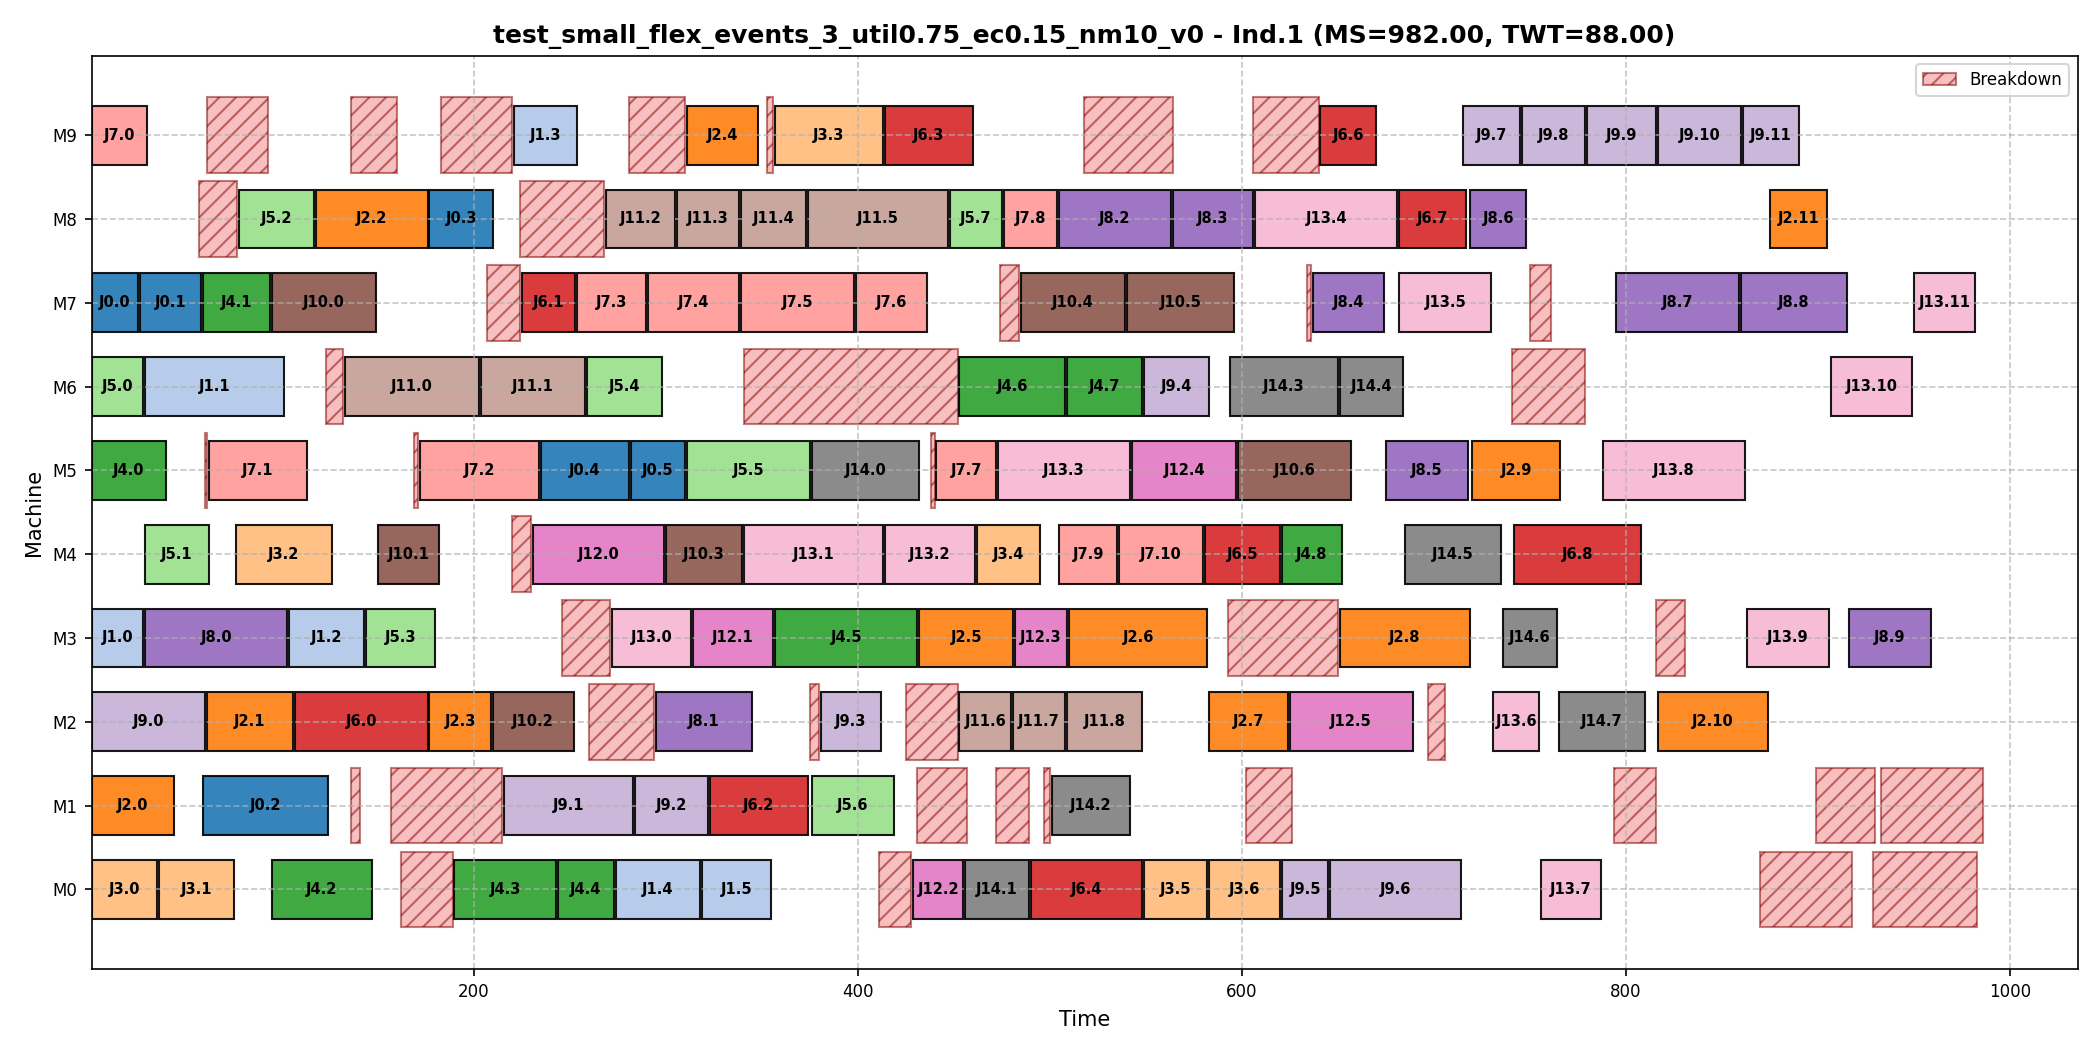 test_small_flex_events_3_util0.75_ec0.15_nm10_v0 - Ind.1 (MS=982.00, TWT=88.00)
Breakdown
M9 J7.0 J1.3 J2.4 J3.3 J6.3 J6.6 J9.7 J9.8 J9.9 J9.10 J9.11
M8 J5.2 J2.2 J0.3 J11.2 J11.3 J11.4 J11.5 J5.7 J7.8 J8.2 J8.3 J13.4 J6.7 J8.6 J2.11
M7 J0.0 J0.1 J4.1 J10.0 J6.1 J7.3 J7.4 J7.5 J7.6 J10.4 J10.5 J8.4 J13.5 J8.7 J8.8 J13.11
M6 J5.0 J1.1 J11.0 J11.1 J5.4 J4.6 J4.7 J9.4 J14.3 J14.4 J13.10
M5 J4.0 J7.1 J7.2 J0.4 J0.5 J5.5 J14.0 J7.7 J13.3 J12.4 J10.6 J8.5 J2.9 J13.8
M4 J5.1 J3.2 J10.1 J12.0 J10.3 J13.1 J13.2 J3.4 J7.9 J7.10 J6.5 J4.8 J14.5 J6.8
M3 J1.0 J8.0 J1.2 J5.3 J13.0 J12.1 J4.5 J2.5 J12.3 J2.6 J2.8 J14.6 J13.9 J8.9
M2 J9.0 J2.1 J6.0 J2.3 J10.2 J8.1 J9.3 J11.6 J11.7 J11.8 J2.7 J12.5 J13.6 J14.7 J2.10
M1 J2.0 J0.2 J9.1 J9.2 J6.2 J5.6 J14.2
M0 J3.0 J3.1 J4.2 J4.3 J4.4 J1.4 J1.5 J12.2 J14.1 J6.4 J3.5 J3.6 J9.5 J9.6 J13.7
Machine
200 400 600 800 1000
Time